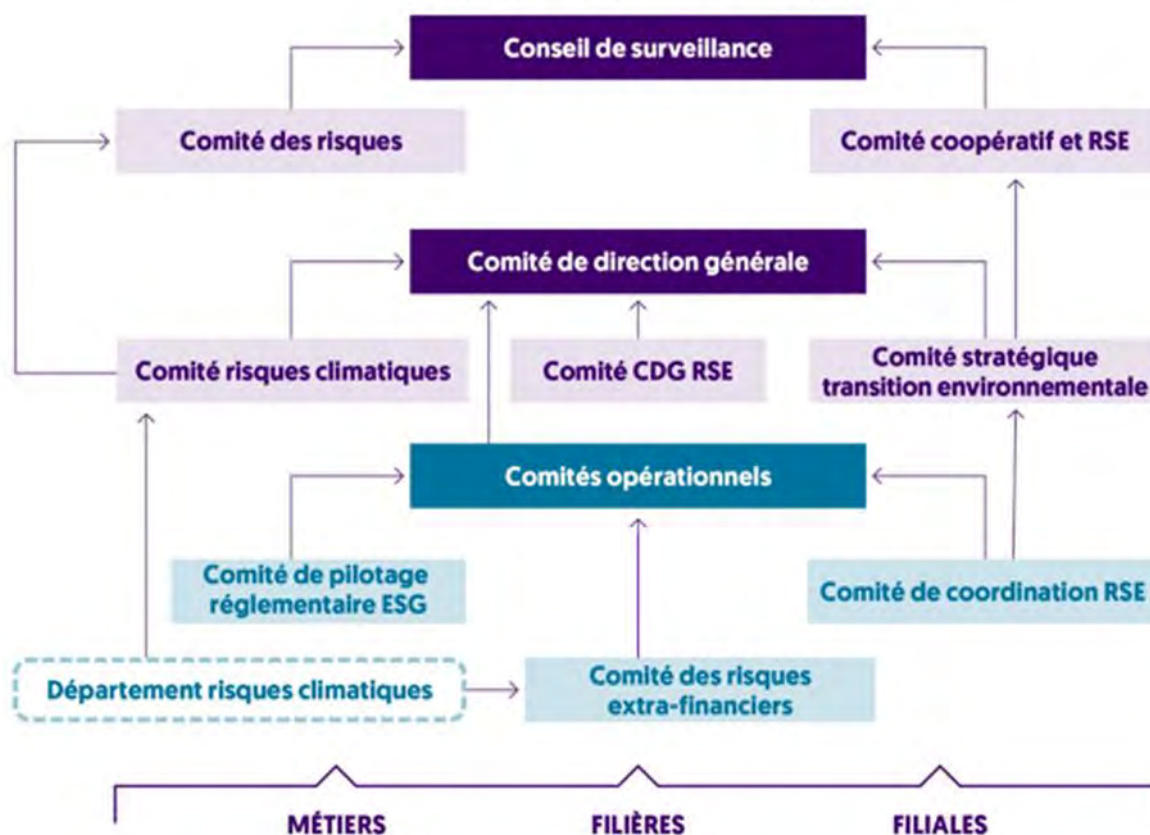 Conseil de surveillance
Comité des risques
Comité coopératif et RSE
Comité de direction générale
Comité risques climatiques
Comité CDG RSE
Comité stratégique
transition environnementale
Comités opérationnels
Comité de pilotage
réglementaire ESG
Comité de coordination RSE
Département risques climatiques
Comité des risques
extra-financiers
MÉTIERS
FILIÈRES
FILIALES